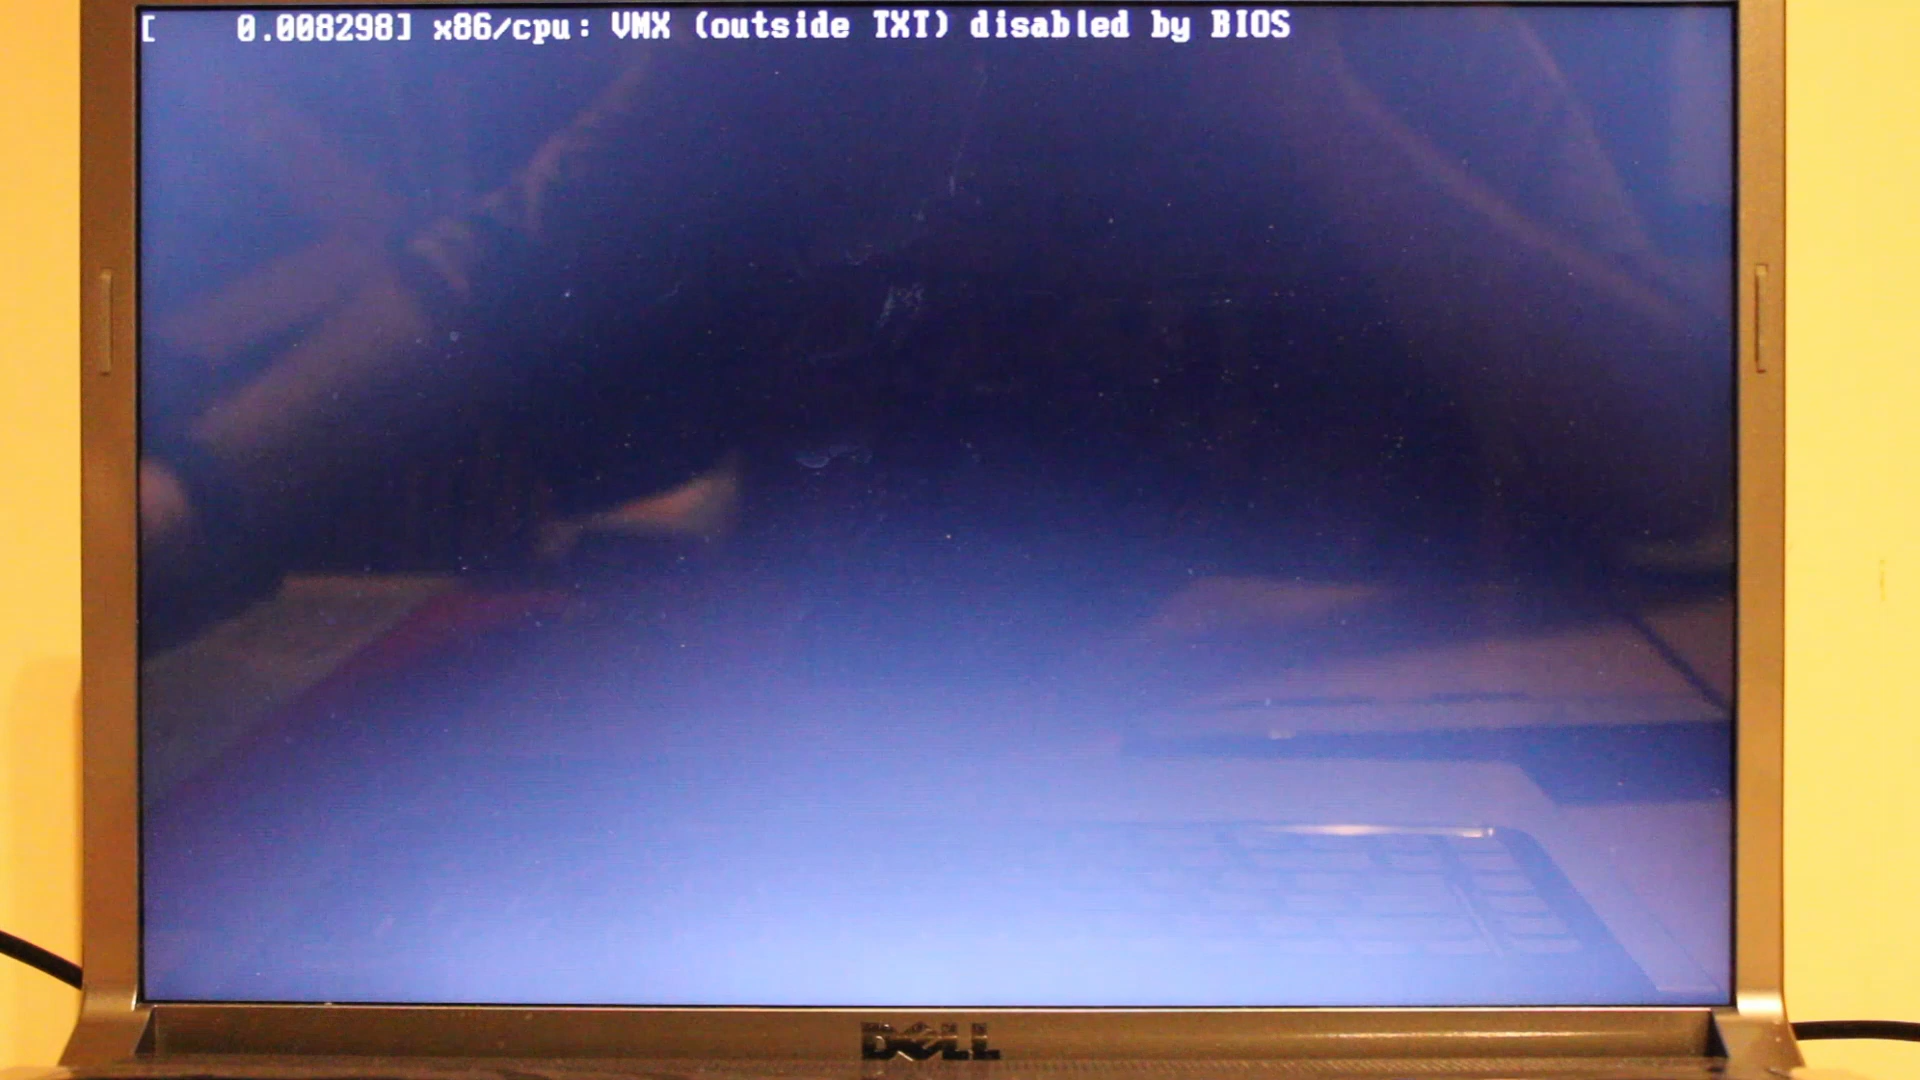 [    0.008298] x86/cpu: VMX (outside TXT) disabled by BIOS
DELL